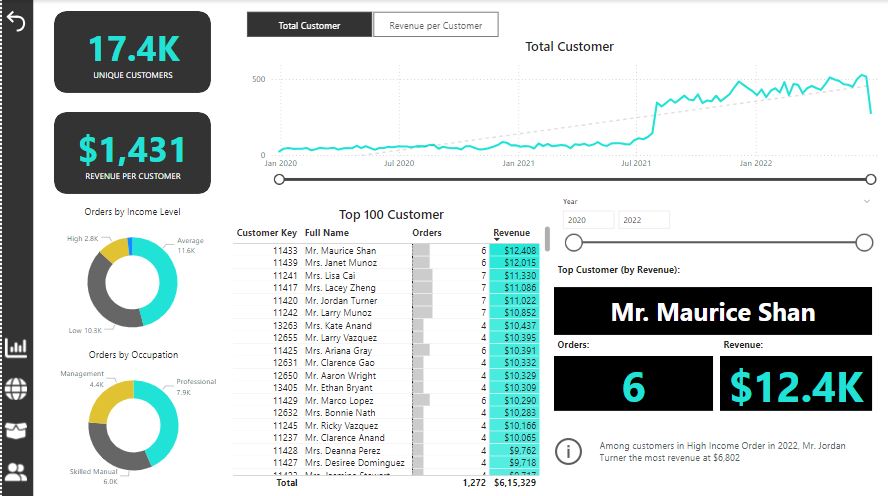 17.4K
UNIQUE CUSTOMERS
$1,431
REVENUE PER CUSTOMER
Orders by Income Level
High 2.8K
Average
11.6K
Low 10.3K
Orders by Occupation
Management
4.4K
Professional
7.9K
Skilled Manual
6.0K
Total Customer
Revenue per Customer
Total Customer
500
0
Jan 2020 Jul 2020 Jan 2021 Jul 2021 Jan 2022
Top 100 Customer
Customer Key Full Name Orders Revenue
11433 Mr. Maurice Shan 6 $12,408
11439 Mrs. Janet Munoz 6 $12,015
11241 Mrs. Lisa Cai 7 $11,330
11417 Mrs. Lacey Zheng 7 $11,086
11420 Mr. Jordan Turner 7 $11,022
11242 Mr. Larry Munoz 7 $10,852
13263 Mrs. Kate Anand 4 $10,437
12655 Mr. Larry Vazquez 4 $10,395
11425 Mrs. Ariana Gray 6 $10,391
12631 Mr. Clarence Gao 4 $10,332
12650 Mr. Aaron Wright 4 $10,329
13405 Mr. Ethan Bryant 4 $10,309
11429 Mr. Marco Lopez 6 $10,290
12632 Mrs. Bonnie Nath 4 $10,283
11245 Mr. Ricky Vazquez 4 $10,166
11237 Mr. Clarence Anand 4 $10,065
11428 Mr. Deanna Perez 4 $9,762
11427 Mrs. Desiree Dominguez 4 $9,718
Total 1,272 $6,15,329
Year
2020 2022
Top Customer (by Revenue):
Mr. Maurice Shan
Orders: Revenue:
6 $12.4K
Among customers in High Income Order in 2022, Mr. Jordan
Turner the most revenue at $6,802